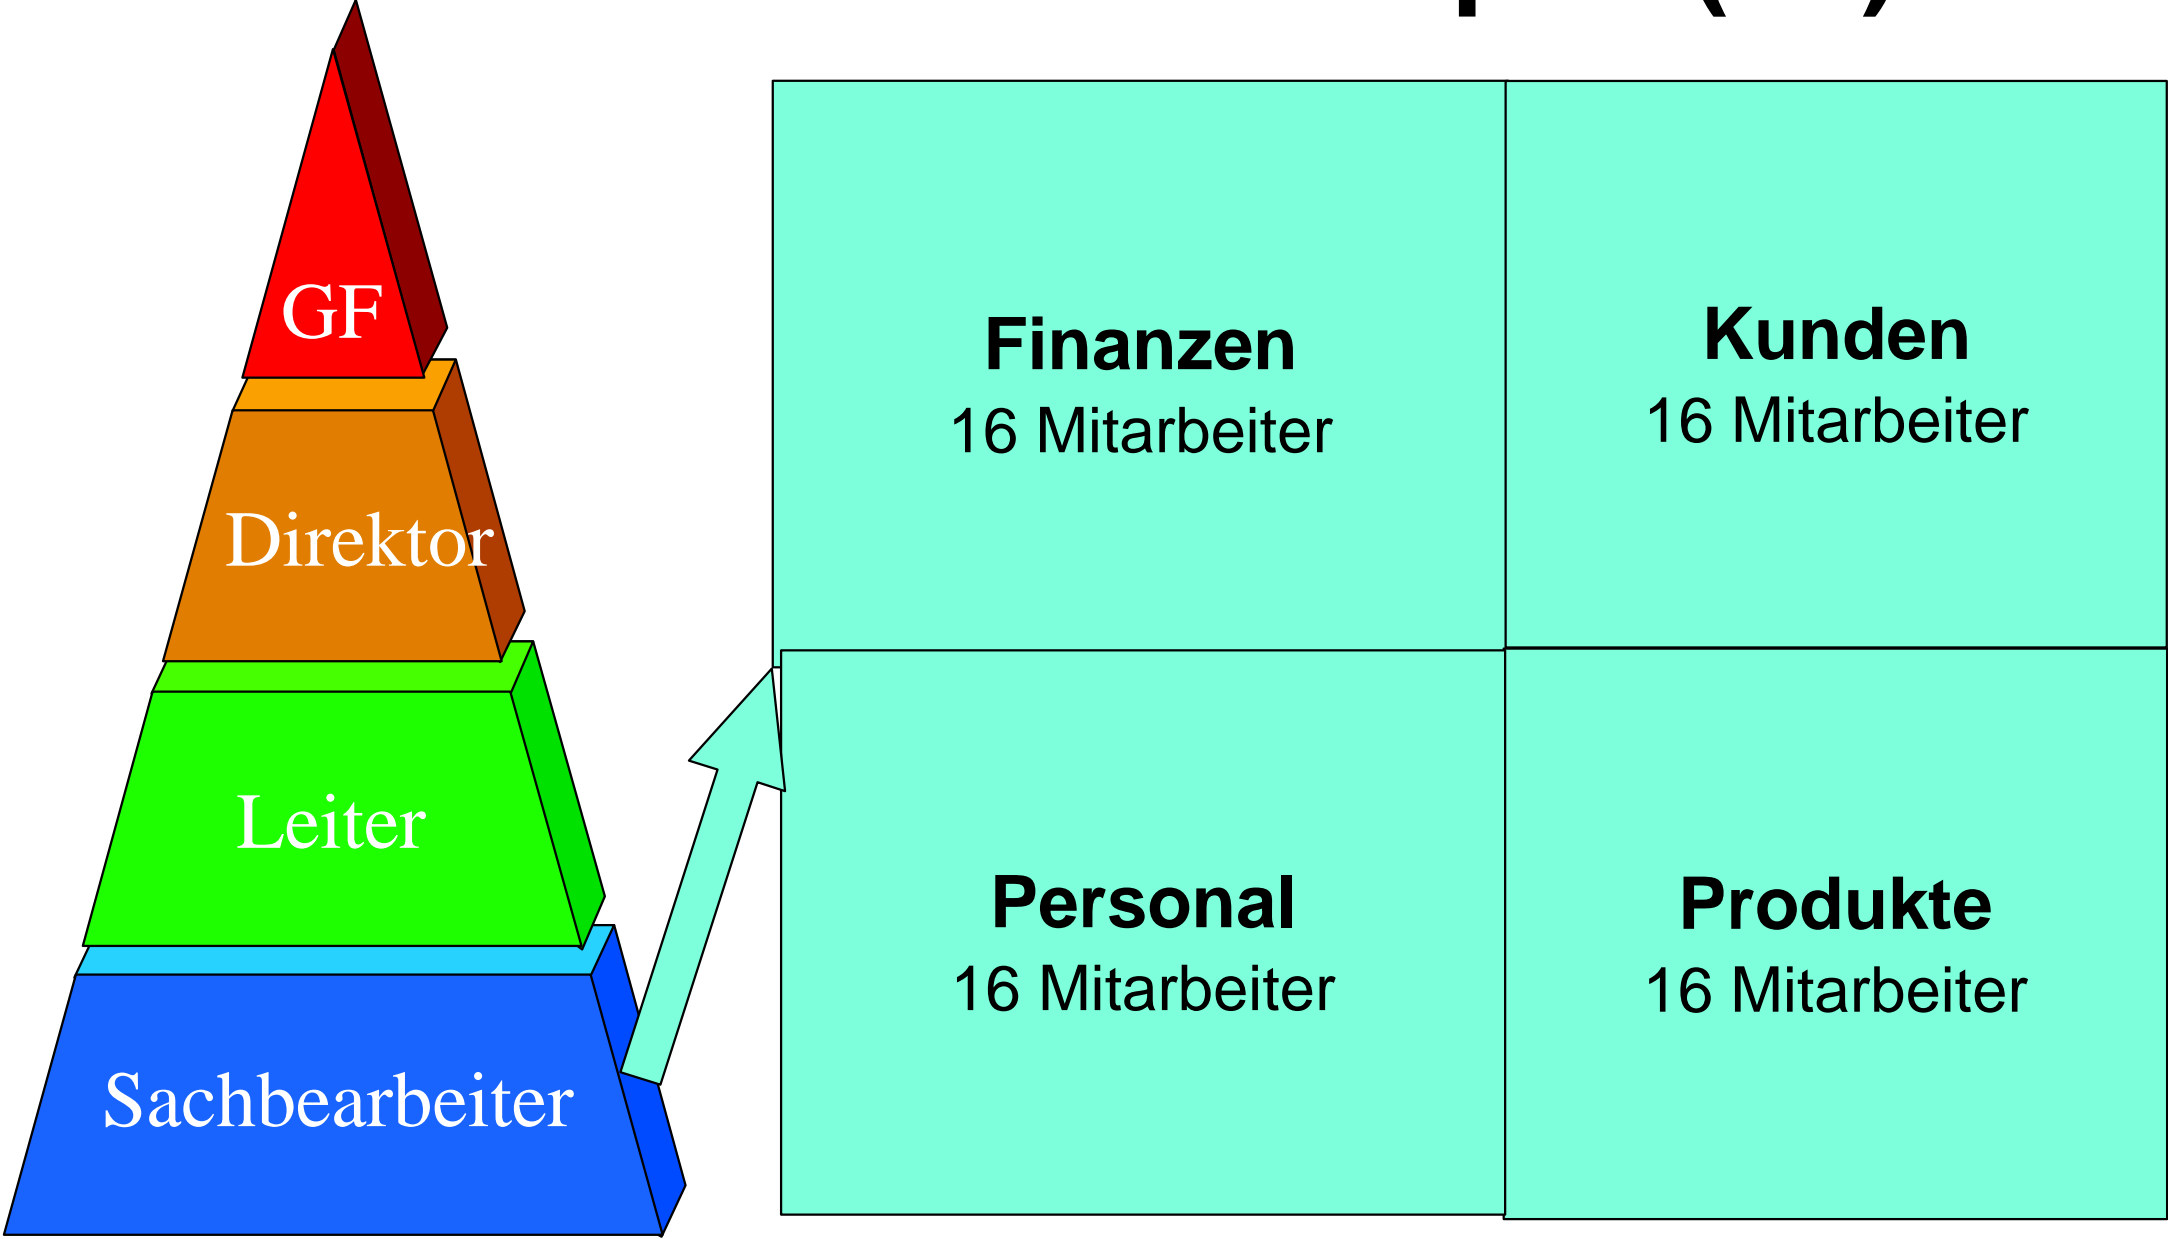 GF
Direktor
Leiter
Sachbearbeiter
Finanzen
16 Mitarbeiter
Kunden
16 Mitarbeiter
Personal
16 Mitarbeiter
Produkte
16 Mitarbeiter